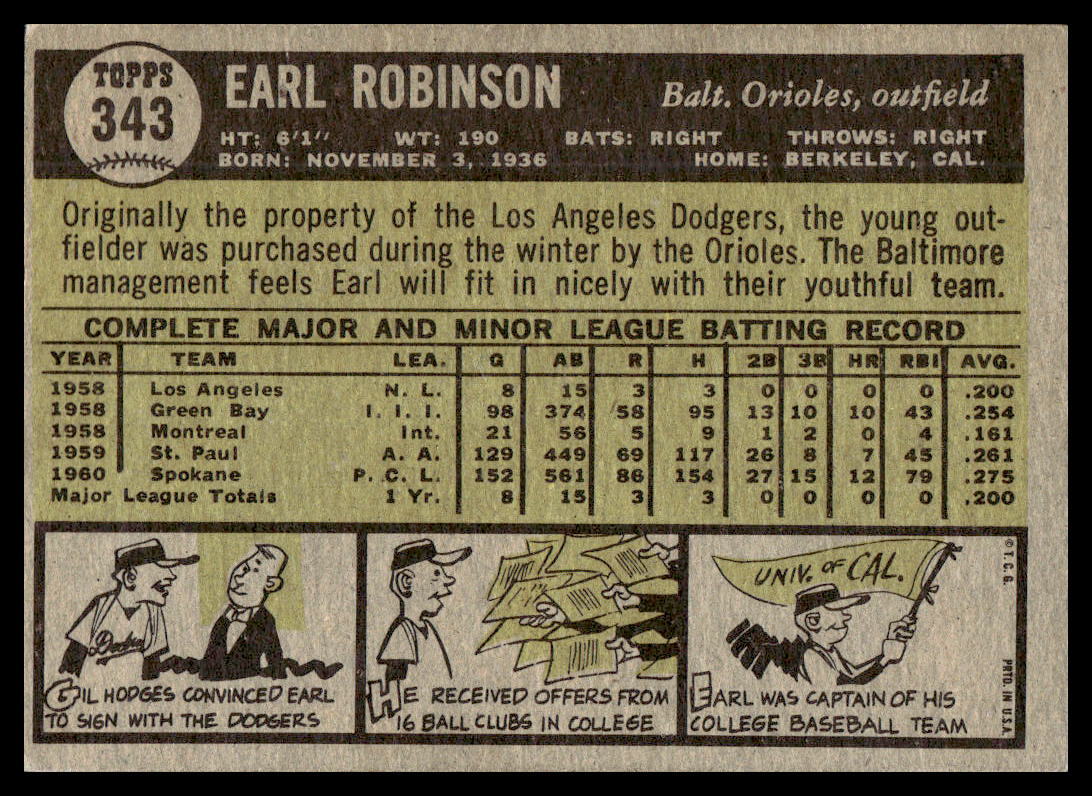 TOPPS
343
EARL ROBINSON
Balt. Orioles, outfield
HT: 6'1" WT: 190 BATS: RIGHT THROWS: RIGHT
BORN: NOVEMBER 3, 1936 HOME: BERKELEY, CAL.
Originally the property of the Los Angeles Dodgers, the young out-
fielder was purchased during the winter by the Orioles. The Baltimore
management feels Earl will fit in nicely with their youthful team.
COMPLETE MAJOR AND MINOR LEAGUE BATTING RECORD
YEAR TEAM LEA. G AB R H 2B 3B HR RBI AVG.
1958 Los Angeles N. L. 8 15 3 3 0 0 0 0 .200
1958 Green Bay I. I. I. 98 374 58 95 13 10 10 43 .254
1958 Montreal Int. 21 56 5 9 1 2 0 4 .161
1959 St. Paul A. A. 129 449 69 117 26 8 7 45 .261
1960 Spokane P. C. L. 152 561 86 154 27 15 12 79 .275
Major League Totals 1 Yr. 8 15 3 3 0 0 0 0 .200
Dodgers
GIL HODGES CONVINCED EARL
TO SIGN WITH THE DODGERS
HE RECEIVED OFFERS FROM
16 BALL CLUBS IN COLLEGE
UNIV. OF CAL.
EARL WAS CAPTAIN OF HIS
COLLEGE BASEBALL TEAM
© T. C. G.
PRTD. IN U.S.A.